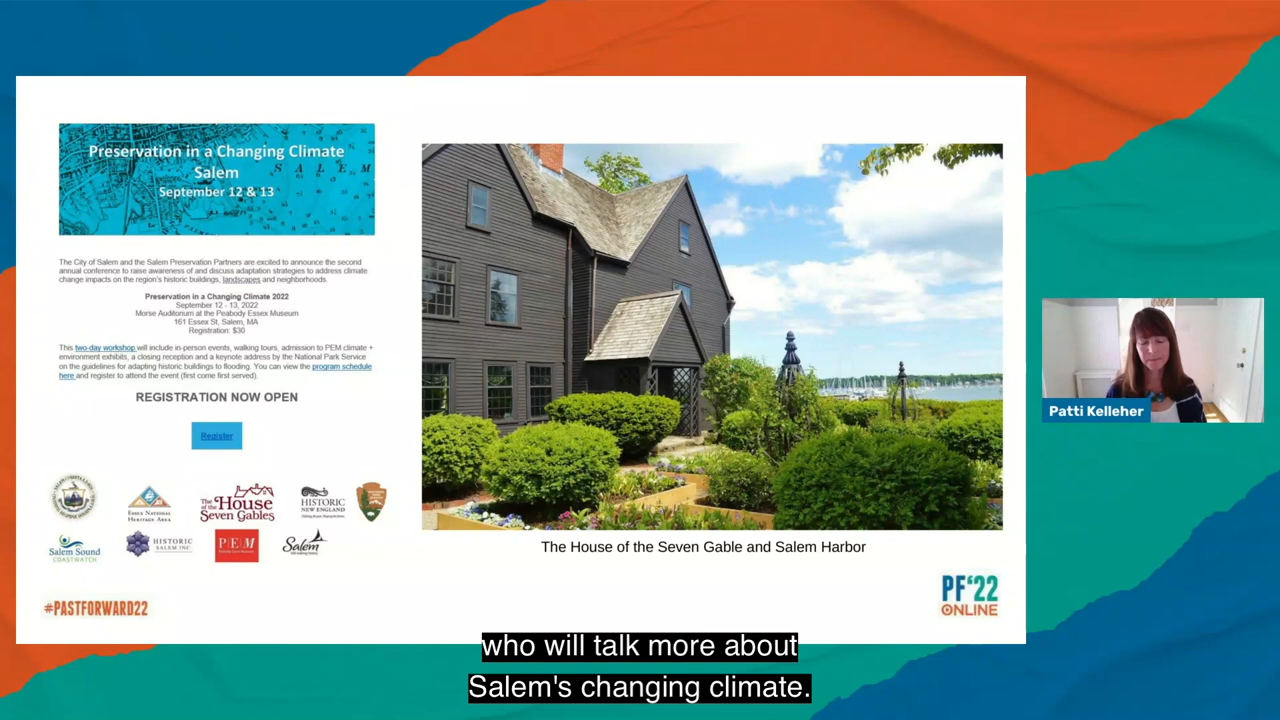 Preservation in a Changing Climate
Salem
September 12 & 13
S A L E M
The City of Salem and the Salem Preservation Partners are excited to announce the second
annual conference to raise awareness of and discuss adaptation strategies to address climate
change impacts on the region's historic buildings, landscapes and neighborhoods.
Preservation in a Changing Climate 2022
September 12 - 13, 2022
Morse Auditorium at the Peabody Essex Museum
161 Essex St, Salem, MA
Registration: $30
This two-day workshop will include in-person events, walking tours, admission to PEM climate +
environment exhibits, a closing reception and a keynote address by the National Park Service
on the guidelines for adapting historic buildings to flooding. You can view the program schedule
here and register to attend the event (first come first served).
REGISTRATION NOW OPEN
Register
ESSEX NATIONAL
HERITAGE AREA
The House
of the
Seven Gables
HISTORIC
NEW ENGLAND
Salem Sound
COASTWATCH
HISTORIC
SALEM INC
PEM
Salem
The House of the Seven Gable and Salem Harbor
#PASTFORWARD22
PF'22
ONLINE
Patti Kelleher
who will talk more about
Salem's changing climate.